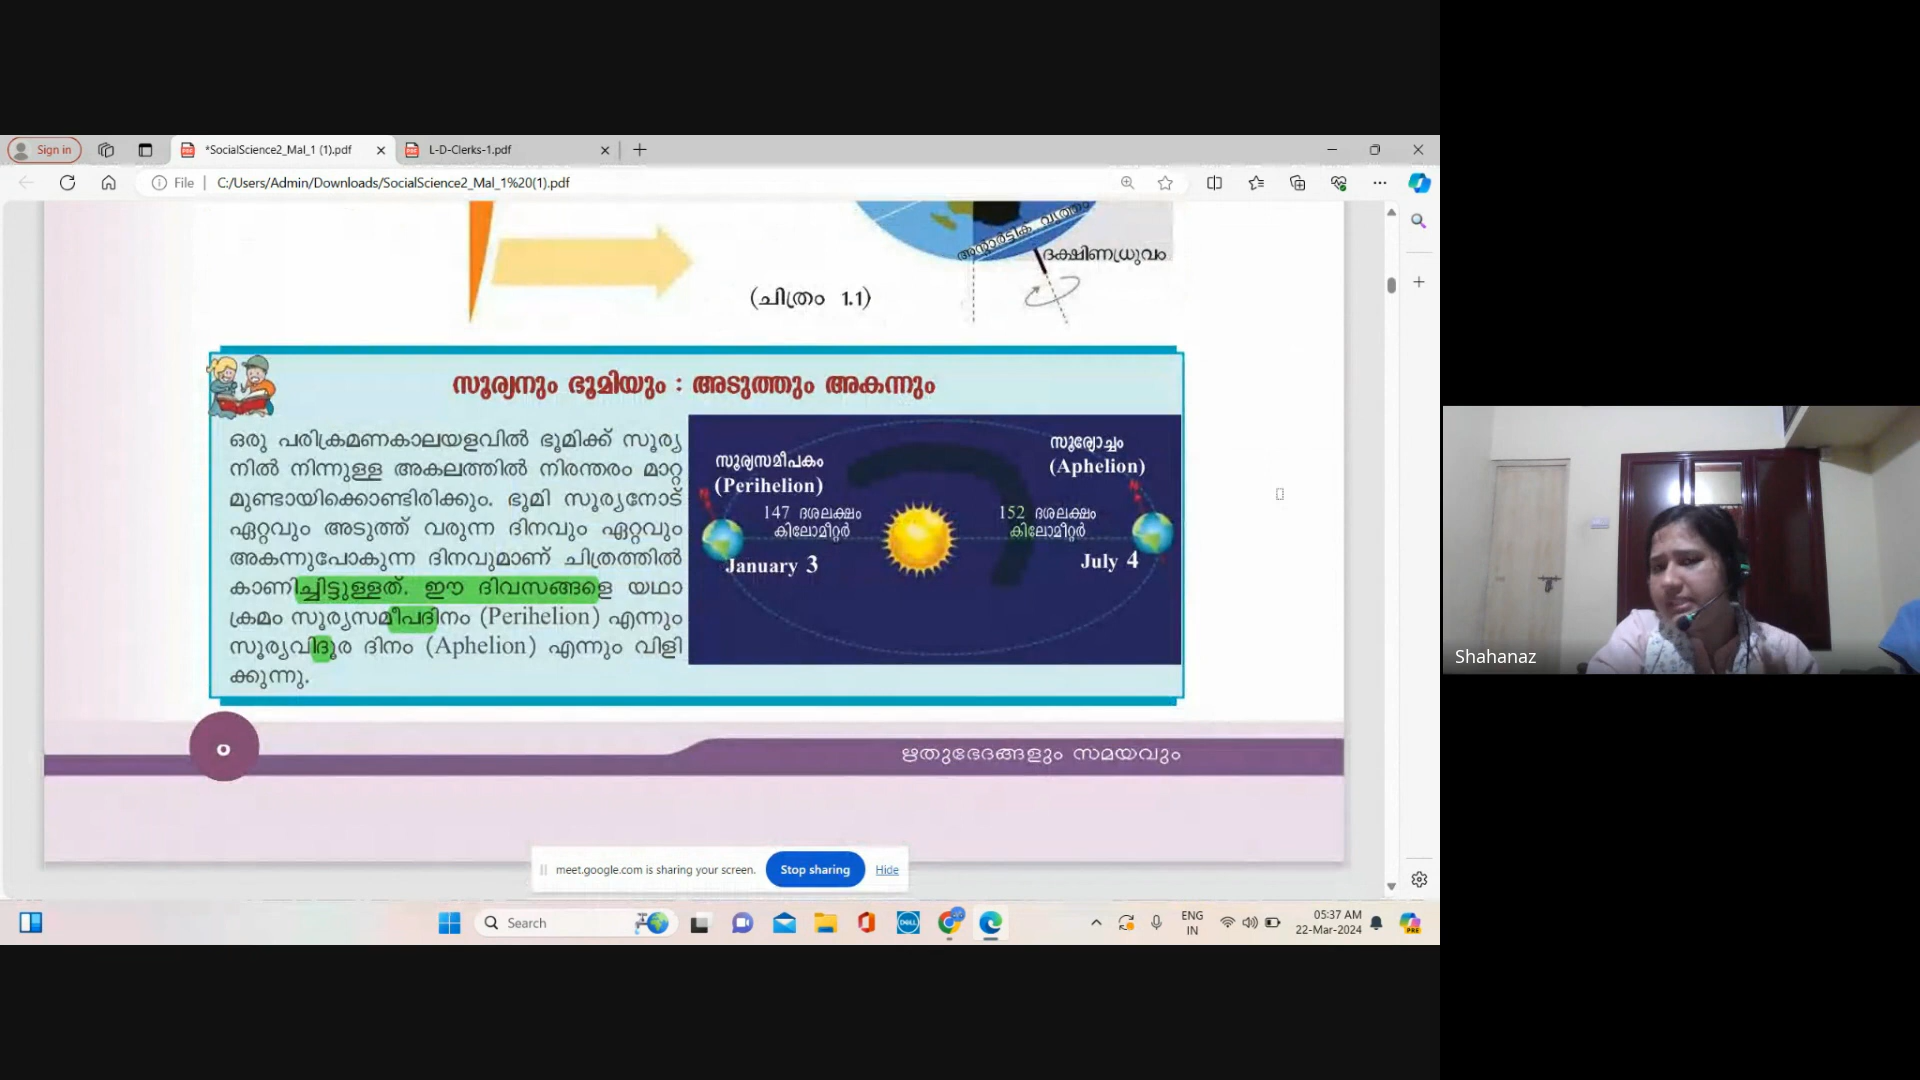 Sign in
*SocialScience2_Mal_1 (1).pdf
L-D-Clerks-1.pdf
File
C:/Users/Admin/Downloads/SocialScience2_Mal_1%20(1).pdf
അന്റാർട്ടിക് വൃത്തം
ദക്ഷിണധ്രുവം
(ചിത്രം 1.1)
സൂര്യനും ഭൂമിയും : അടുത്തും അകന്നും
ഒരു പരിക്രമണകാലയളവിൽ ഭൂമിക്ക് സൂര്യ
നിൽ നിന്നുള്ള അകലത്തിൽ നിരന്തരം മാറ്റ
മുണ്ടായിക്കൊണ്ടിരിക്കും. ഭൂമി സൂര്യനോട്
ഏറ്റവും അടുത്ത് വരുന്ന ദിനവും ഏറ്റവും
അകന്നുപോകുന്ന ദിനവുമാണ് ചിത്രത്തിൽ
കാണിച്ചിട്ടുള്ളത്. ഈ ദിവസങ്ങളെ യഥാ
ക്രമം സൂര്യസമീപദിനം (Perihelion) എന്നും
സൂര്യവിദൂര ദിനം (Aphelion) എന്നും വിളി
ക്കുന്നു.
സൂര്യസമീപകം
(Perihelion)
147 ദശലക്ഷം
കിലോമീറ്റർ
January 3
സൂര്യോച്ചം
(Aphelion)
152 ദശലക്ഷം
കിലോമീറ്റർ
July 4
ഋതുഭേദങ്ങളും സമയവും
meet.google.com is sharing your screen.
Stop sharing
Hide
Search
ENG
IN
05:37 AM
22-Mar-2024
Shahanaz